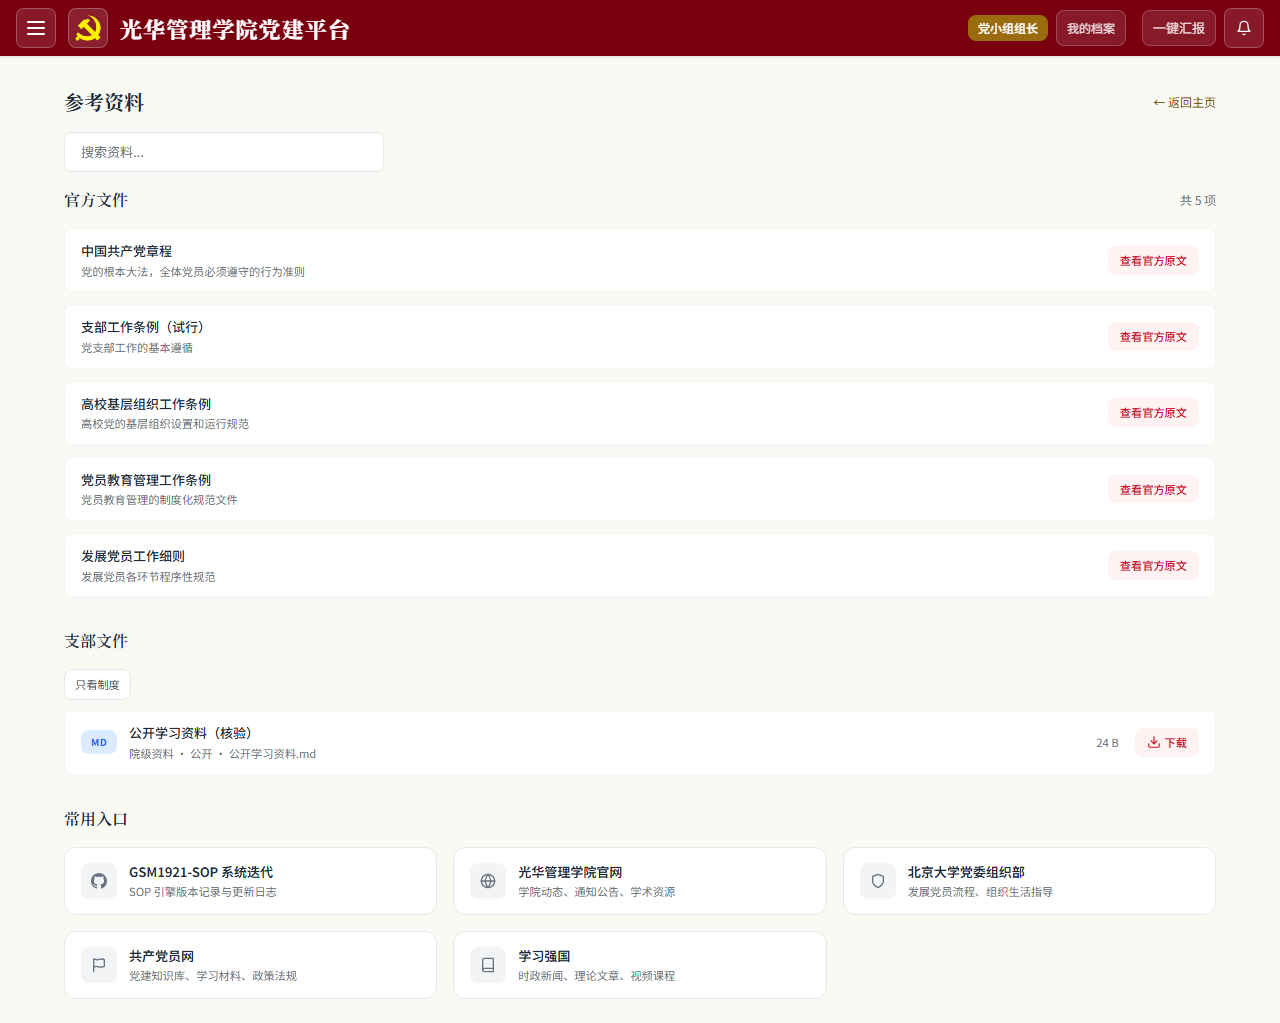 光华管理学院党建平台
党小组组长
我的档案
一键汇报
参考资料
← 返回主页
搜索资料...
官方文件
共 5 项
中国共产党章程
党的根本大法，全体党员必须遵守的行为准则
查看官方原文
支部工作条例（试行）
党支部工作的基本遵循
查看官方原文
高校基层组织工作条例
高校党的基层组织设置和运行规范
查看官方原文
党员教育管理工作条例
党员教育管理的制度化规范文件
查看官方原文
发展党员工作细则
发展党员各环节程序性规范
查看官方原文
支部文件
只看制度
MD
公开学习资料（核验）
院级资料 · 公开 · 公开学习资料.md
24 B
下载
常用入口
GSM1921-SOP 系统迭代
SOP 引擎版本记录与更新日志
光华管理学院官网
学院动态、通知公告、学术资源
北京大学党委组织部
发展党员流程、组织生活指导
共产党员网
党建知识库、学习材料、政策法规
学习强国
时政新闻、理论文章、视频课程